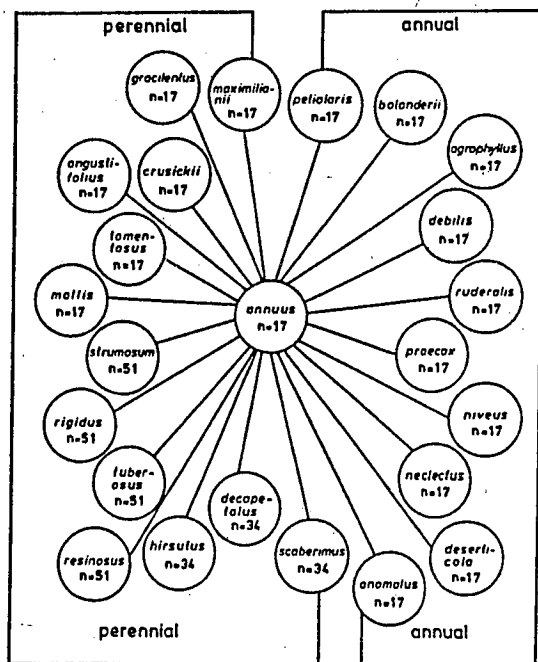 perennial
annual
gracilentus
n=17
maximilia-
nii
n=17
petiolaris
n=17
bolanderii
n=17
agrophyllus
n=17
angusti-
folius
n=17
crusickii
n=17
debilis
n=17
tomen-
tosus
n=17
mollis
n=17
annuus
n=17
ruderalis
n=17
strumosum
n=51
praecox
n=17
rigidus
n=51
niveus
n=17
tuber-
osus
n=51
neclectus
n=17
decape-
talus
n=34
resinosus
n=51
hirsutus
n=34
scaberimus
n=34
anomalus
n=17
deserti-
cola
n=17
perennial
annual